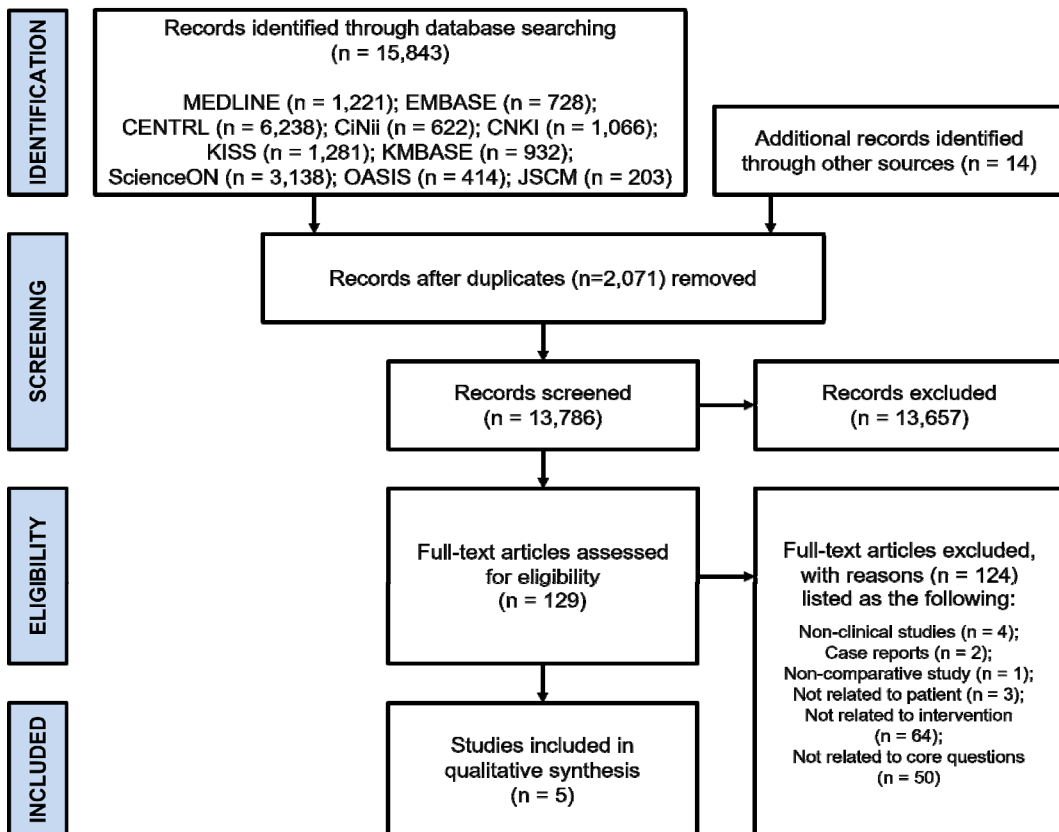 IDENTIFICATION
Records identified through database searching
(n = 15,843)
MEDLINE (n = 1,221); EMBASE (n = 728);
CENTRL (n = 6,238); CiNii (n = 622); CNKI (n = 1,066);
KISS (n = 1,281); KMBASE (n = 932);
ScienceON (n = 3,138); OASIS (n = 414); JSCM (n = 203)
Additional records identified
through other sources (n = 14)
SCREENING
Records after duplicates (n=2,071) removed
Records screened
(n = 13,786)
Records excluded
(n = 13,657)
ELIGIBILITY
Full-text articles assessed
for eligibility
(n = 129)
Full-text articles excluded,
with reasons (n = 124)
listed as the following:
Non-clinical studies (n = 4);
Case reports (n = 2);
Non-comparative study (n = 1);
Not related to patient (n = 3);
Not related to intervention
(n = 64);
Not related to core questions
(n = 50)
INCLUDED
Studies included in
qualitative synthesis
(n = 5)